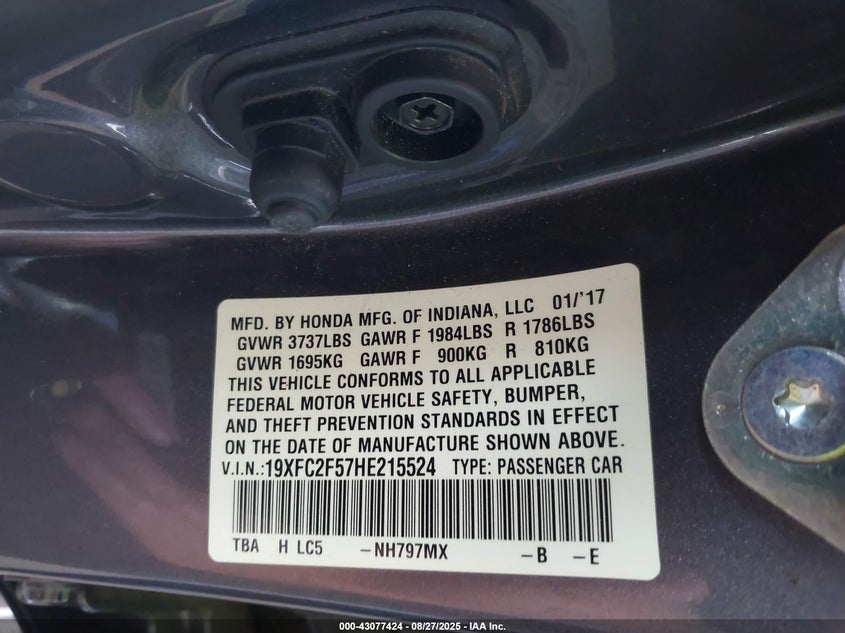 MFD. BY HONDA MFG. OF INDIANA, LLC 01/'17
GVWR 3737LBS GAWR F 1984LBS R 1786LBS
GVWR 1695KG GAWR F 900KG R 810KG
THIS VEHICLE CONFORMS TO ALL APPLICABLE
FEDERAL MOTOR VEHICLE SAFETY, BUMPER,
AND THEFT PREVENTION STANDARDS IN EFFECT
ON THE DATE OF MANUFACTURE SHOWN ABOVE.
V.I.N.:19XFC2F57HE215524 TYPE: PASSENGER CAR
TBA H LC5 -NH797MX -B -E
000-43077424 - 08/27/2025 - IAA Inc.